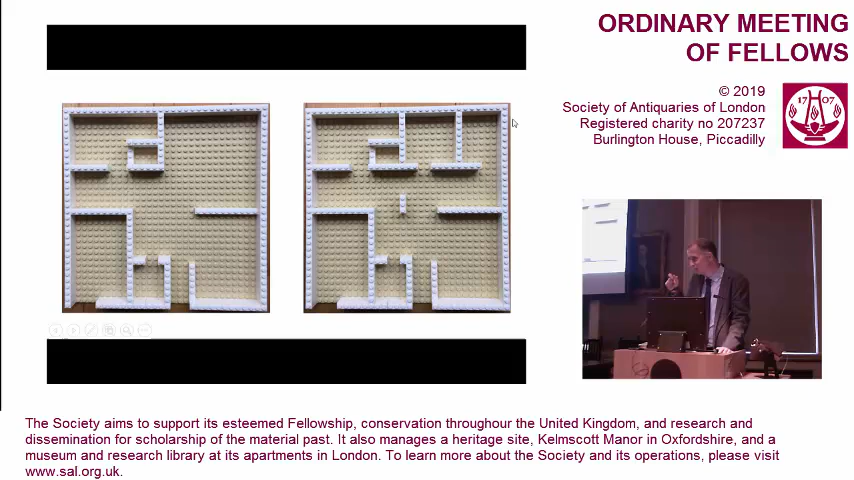 ORDINARY MEETING
OF FELLOWS
© 2019
Society of Antiquaries of London
Registered charity no 207237
Burlington House, Piccadilly
17 07
The Society aims to support its esteemed Fellowship, conservation throughour the United Kingdom, and research and
dissemination for scholarship of the material past. It also manages a heritage site, Kelmscott Manor in Oxfordshire, and a
museum and research library at its apartments in London. To learn more about the Society and its operations, please visit
www.sal.org.uk.